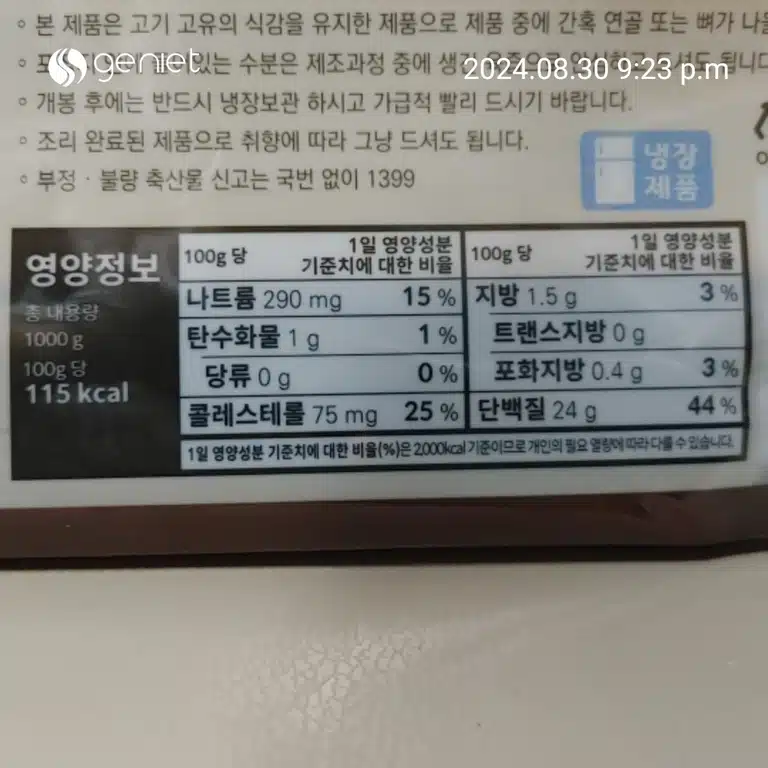 ◦ 본 제품은 고기 고유의 식감을 유지한 제품으로 제품 중에 간혹 연골 또는 뼈가 나올
geniet
있는 수분은 제조과정 중에
2024.08.30 9:23 p.m
◦ 개봉 후에는 반드시 냉장보관 하시고 가급적 빨리 드시기 바랍니다.
◦ 조리 완료된 제품으로 취향에 따라 그냥 드셔도 됩니다.
◦ 부정 · 불량 축산물 신고는 국번 없이 1399
냉장
제품
영양정보
총 내용량
1000 g
100g 당
115 kcal
100g 당 1일 영양성분 기준치에 대한 비율
나트륨 290 mg 15 %
탄수화물 1 g 1 %
당류 0 g 0 %
콜레스테롤 75 mg 25 %
100g 당 1일 영양성분 기준치에 대한 비율
지방 1.5 g 3 %
트랜스지방 0 g
포화지방 0.4 g 3 %
단백질 24 g 44 %
1일 영양성분 기준치에 대한 비율(%)은 2,000kcal 기준이므로 개인의 필요 열량에 따라 다를 수 있습니다.